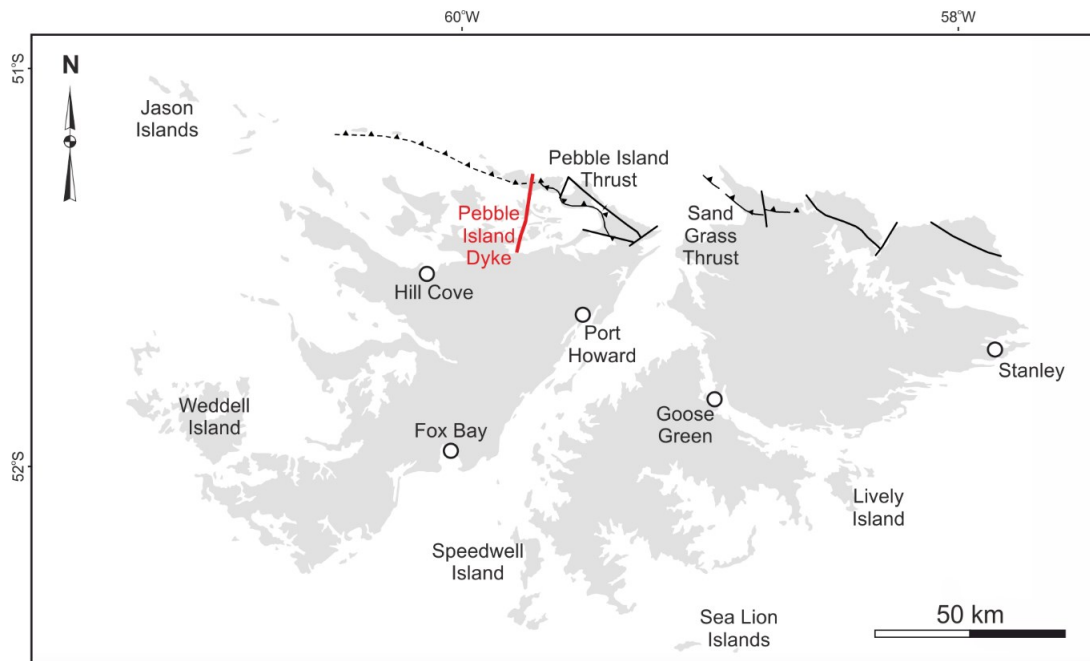 60°W
58°W
51°S
N
Jason
Islands
Pebble Island
Thrust
Pebble
Island
Dyke
Sand
Grass
Thrust
Hill Cove
Port
Howard
Stanley
Weddell
Island
Goose
Green
Fox Bay
52°S
Lively
Island
Speedwell
Island
Sea Lion
Islands
50 km